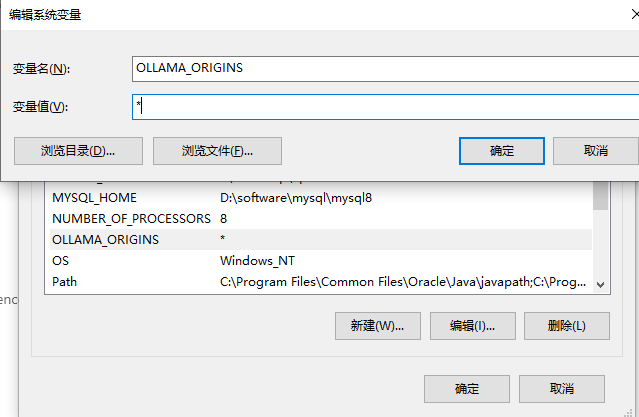 编辑系统变量
变量名(N):
OLLAMA_ORIGINS
变量值(V):
*
浏览目录(D)...
浏览文件(F)...
确定
取消
MYSQL_HOME D:\software\mysql\mysql8
NUMBER_OF_PROCESSORS 8
OLLAMA_ORIGINS *
OS Windows_NT
Path C:\Program Files\Common Files\Oracle\Java\javapath;C:\Prog...
新建(W)...
编辑(I)...
删除(L)
确定
取消